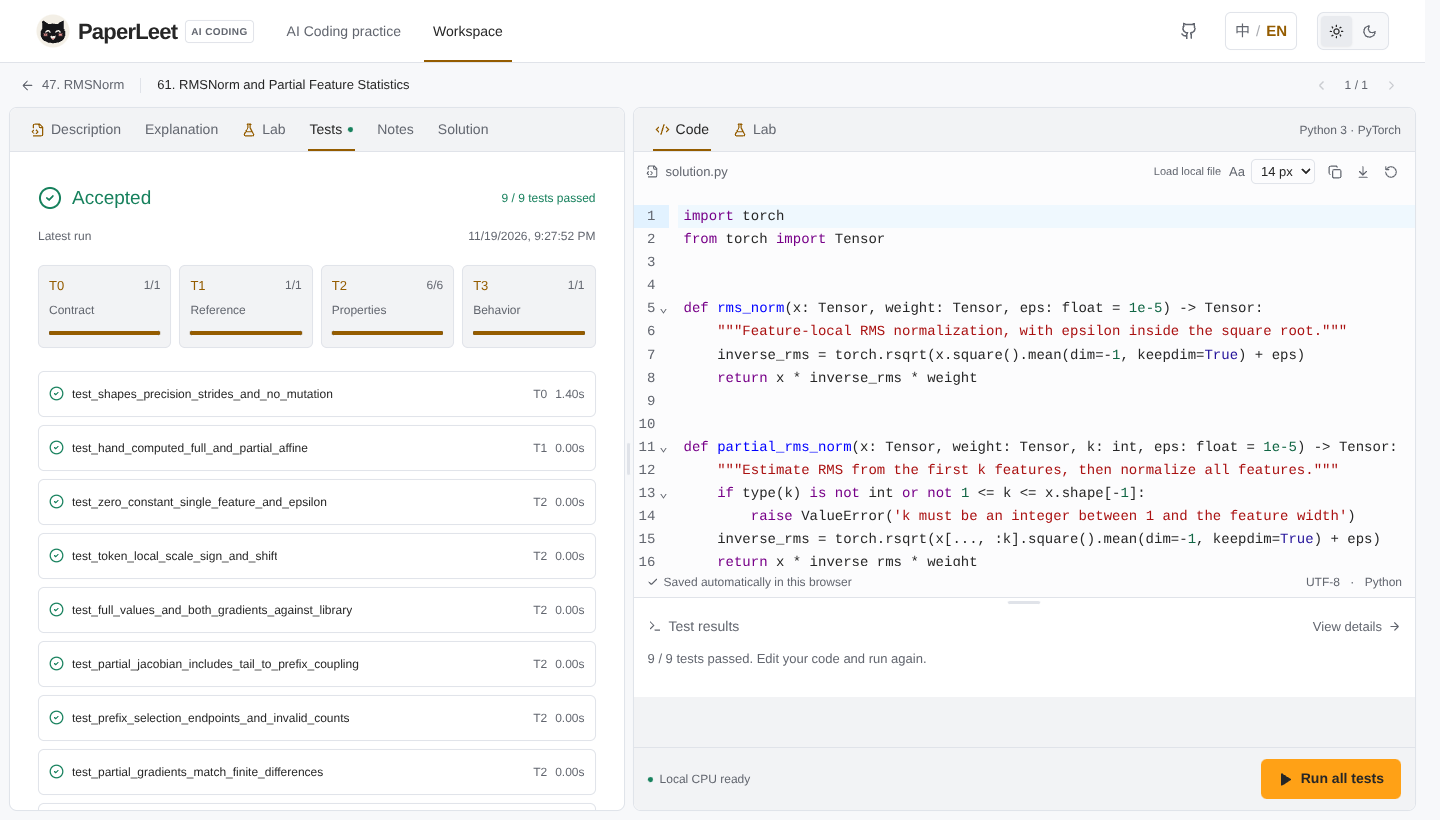 PaperLeet AI CODING AI Coding practice Workspace 中 / EN
47. RMSNorm 61. RMSNorm and Partial Feature Statistics 1 / 1
Description Explanation Lab Tests Notes Solution
Accepted 9 / 9 tests passed
Latest run 11/19/2026, 9:27:52 PM
T0 1/1 T1 1/1 T2 6/6 T3 1/1
Contract Reference Properties Behavior
test_shapes_precision_strides_and_no_mutation T0 1.40s
test_hand_computed_full_and_partial_affine T1 0.00s
test_zero_constant_single_feature_and_epsilon T2 0.00s
test_token_local_scale_sign_and_shift T2 0.00s
test_full_values_and_both_gradients_against_library T2 0.00s
test_partial_jacobian_includes_tail_to_prefix_coupling T2 0.00s
test_prefix_selection_endpoints_and_invalid_counts T2 0.00s
test_partial_gradients_match_finite_differences T2 0.00s
Code Lab Python 3 · PyTorch
solution.py Load local file Aa 14 px
1 import torch
2 from torch import Tensor
3
4
5 def rms_norm(x: Tensor, weight: Tensor, eps: float = 1e-5) -> Tensor:
6     """Feature-local RMS normalization, with epsilon inside the square root."""
7     inverse_rms = torch.rsqrt(x.square().mean(dim=-1, keepdim=True) + eps)
8     return x * inverse_rms * weight
9
10
11 def partial_rms_norm(x: Tensor, weight: Tensor, k: int, eps: float = 1e-5) -> Tensor:
12     """Estimate RMS from the first k features, then normalize all features."""
13     if type(k) is not int or not 1 <= k <= x.shape[-1]:
14         raise ValueError('k must be an integer between 1 and the feature width')
15     inverse_rms = torch.rsqrt(x[..., :k].square().mean(dim=-1, keepdim=True) + eps)
16     return x * inverse_rms * weight
Saved automatically in this browser UTF-8 · Python
Test results View details
9 / 9 tests passed. Edit your code and run again.
Local CPU ready Run all tests